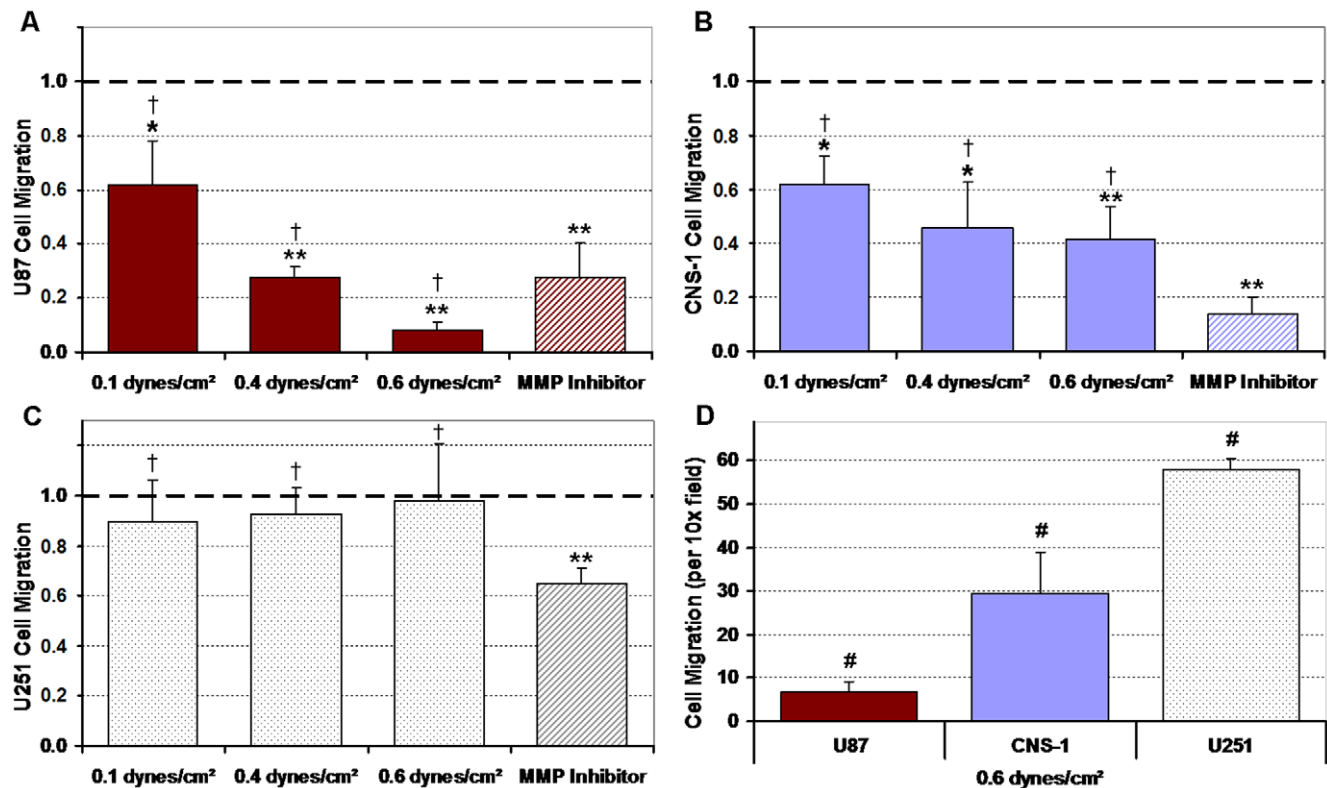 A
U87 Cell Migration
1.0
0.8
0.6
0.4
0.2
0.0
†
*
†
**
†
**
**
0.1 dynes/cm²
0.4 dynes/cm²
0.6 dynes/cm²
MMP Inhibitor
B
CNS-1 Cell Migration
1.0
0.8
0.6
0.4
0.2
0.0
†
*
†
*
†
**
**
0.1 dynes/cm²
0.4 dynes/cm²
0.6 dynes/cm²
MMP Inhibitor
C
U251 Cell Migration
1.0
0.8
0.6
0.4
0.2
0.0
†
†
†
**
0.1 dynes/cm²
0.4 dynes/cm²
0.6 dynes/cm²
MMP Inhibitor
D
Cell Migration (per 10x field)
60
50
40
30
20
10
0
#
#
#
U87
CNS-1
U251
0.6 dynes/cm²